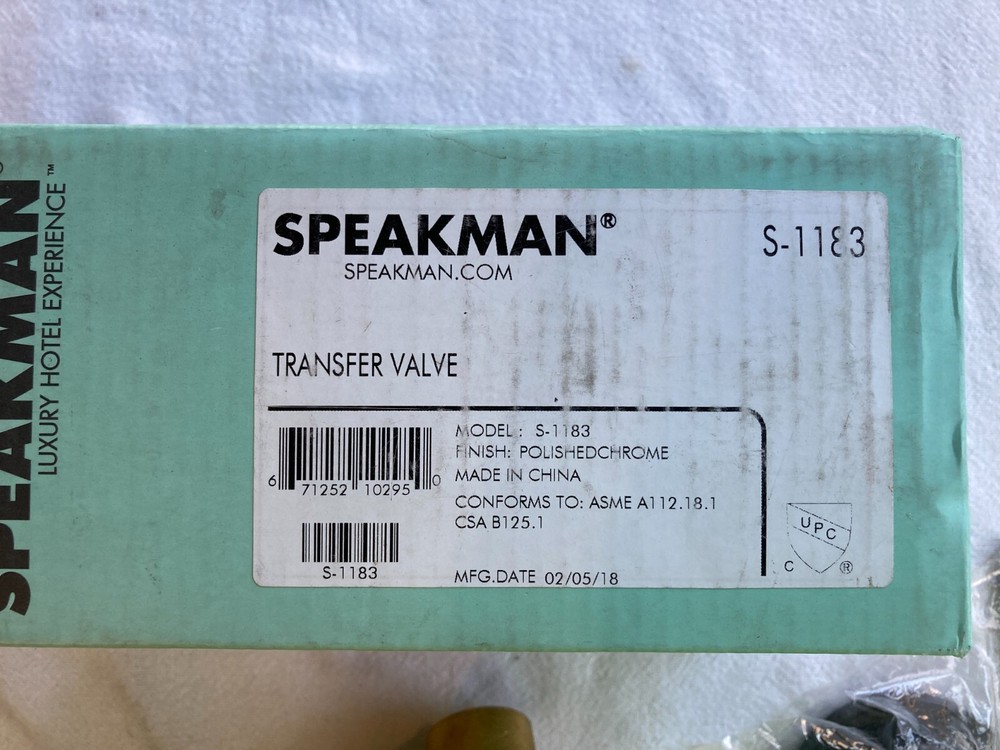 SPEAKMAN®
LUXURY HOTEL EXPERIENCE™
SPEAKMAN®
SPEAKMAN.COM
S-1183
TRANSFER VALVE
MODEL: S-1183
FINISH: POLISHEDCHROME
MADE IN CHINA
CONFORMS TO: ASME A112.18.1
CSA B125.1
MFG.DATE 02/05/18
6 71252 10295 0
S-1183
UPC
C ®